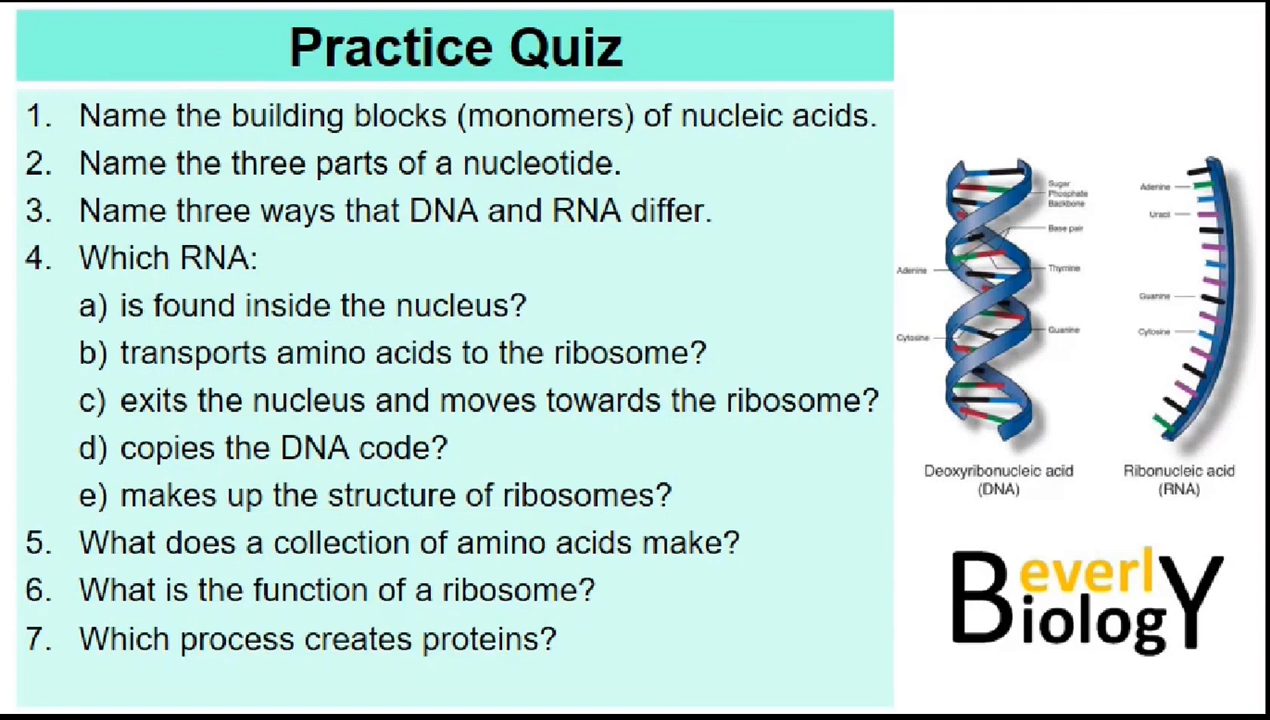 Practice Quiz
1. Name the building blocks (monomers) of nucleic acids.
2. Name the three parts of a nucleotide.
3. Name three ways that DNA and RNA differ.
4. Which RNA:
a) is found inside the nucleus?
b) transports amino acids to the ribosome?
c) exits the nucleus and moves towards the ribosome?
d) copies the DNA code?
e) makes up the structure of ribosomes?
5. What does a collection of amino acids make?
6. What is the function of a ribosome?
7. Which process creates proteins?
Sugar
Phosphate
Backbone
Base pair
Adenine
Thymine
Cytosine
Guanine
Deoxyribonucleic acid
(DNA)
Adenine
Uracil
Guanine
Cytosine
Ribonucleic acid
(RNA)
BeverlY
Biology